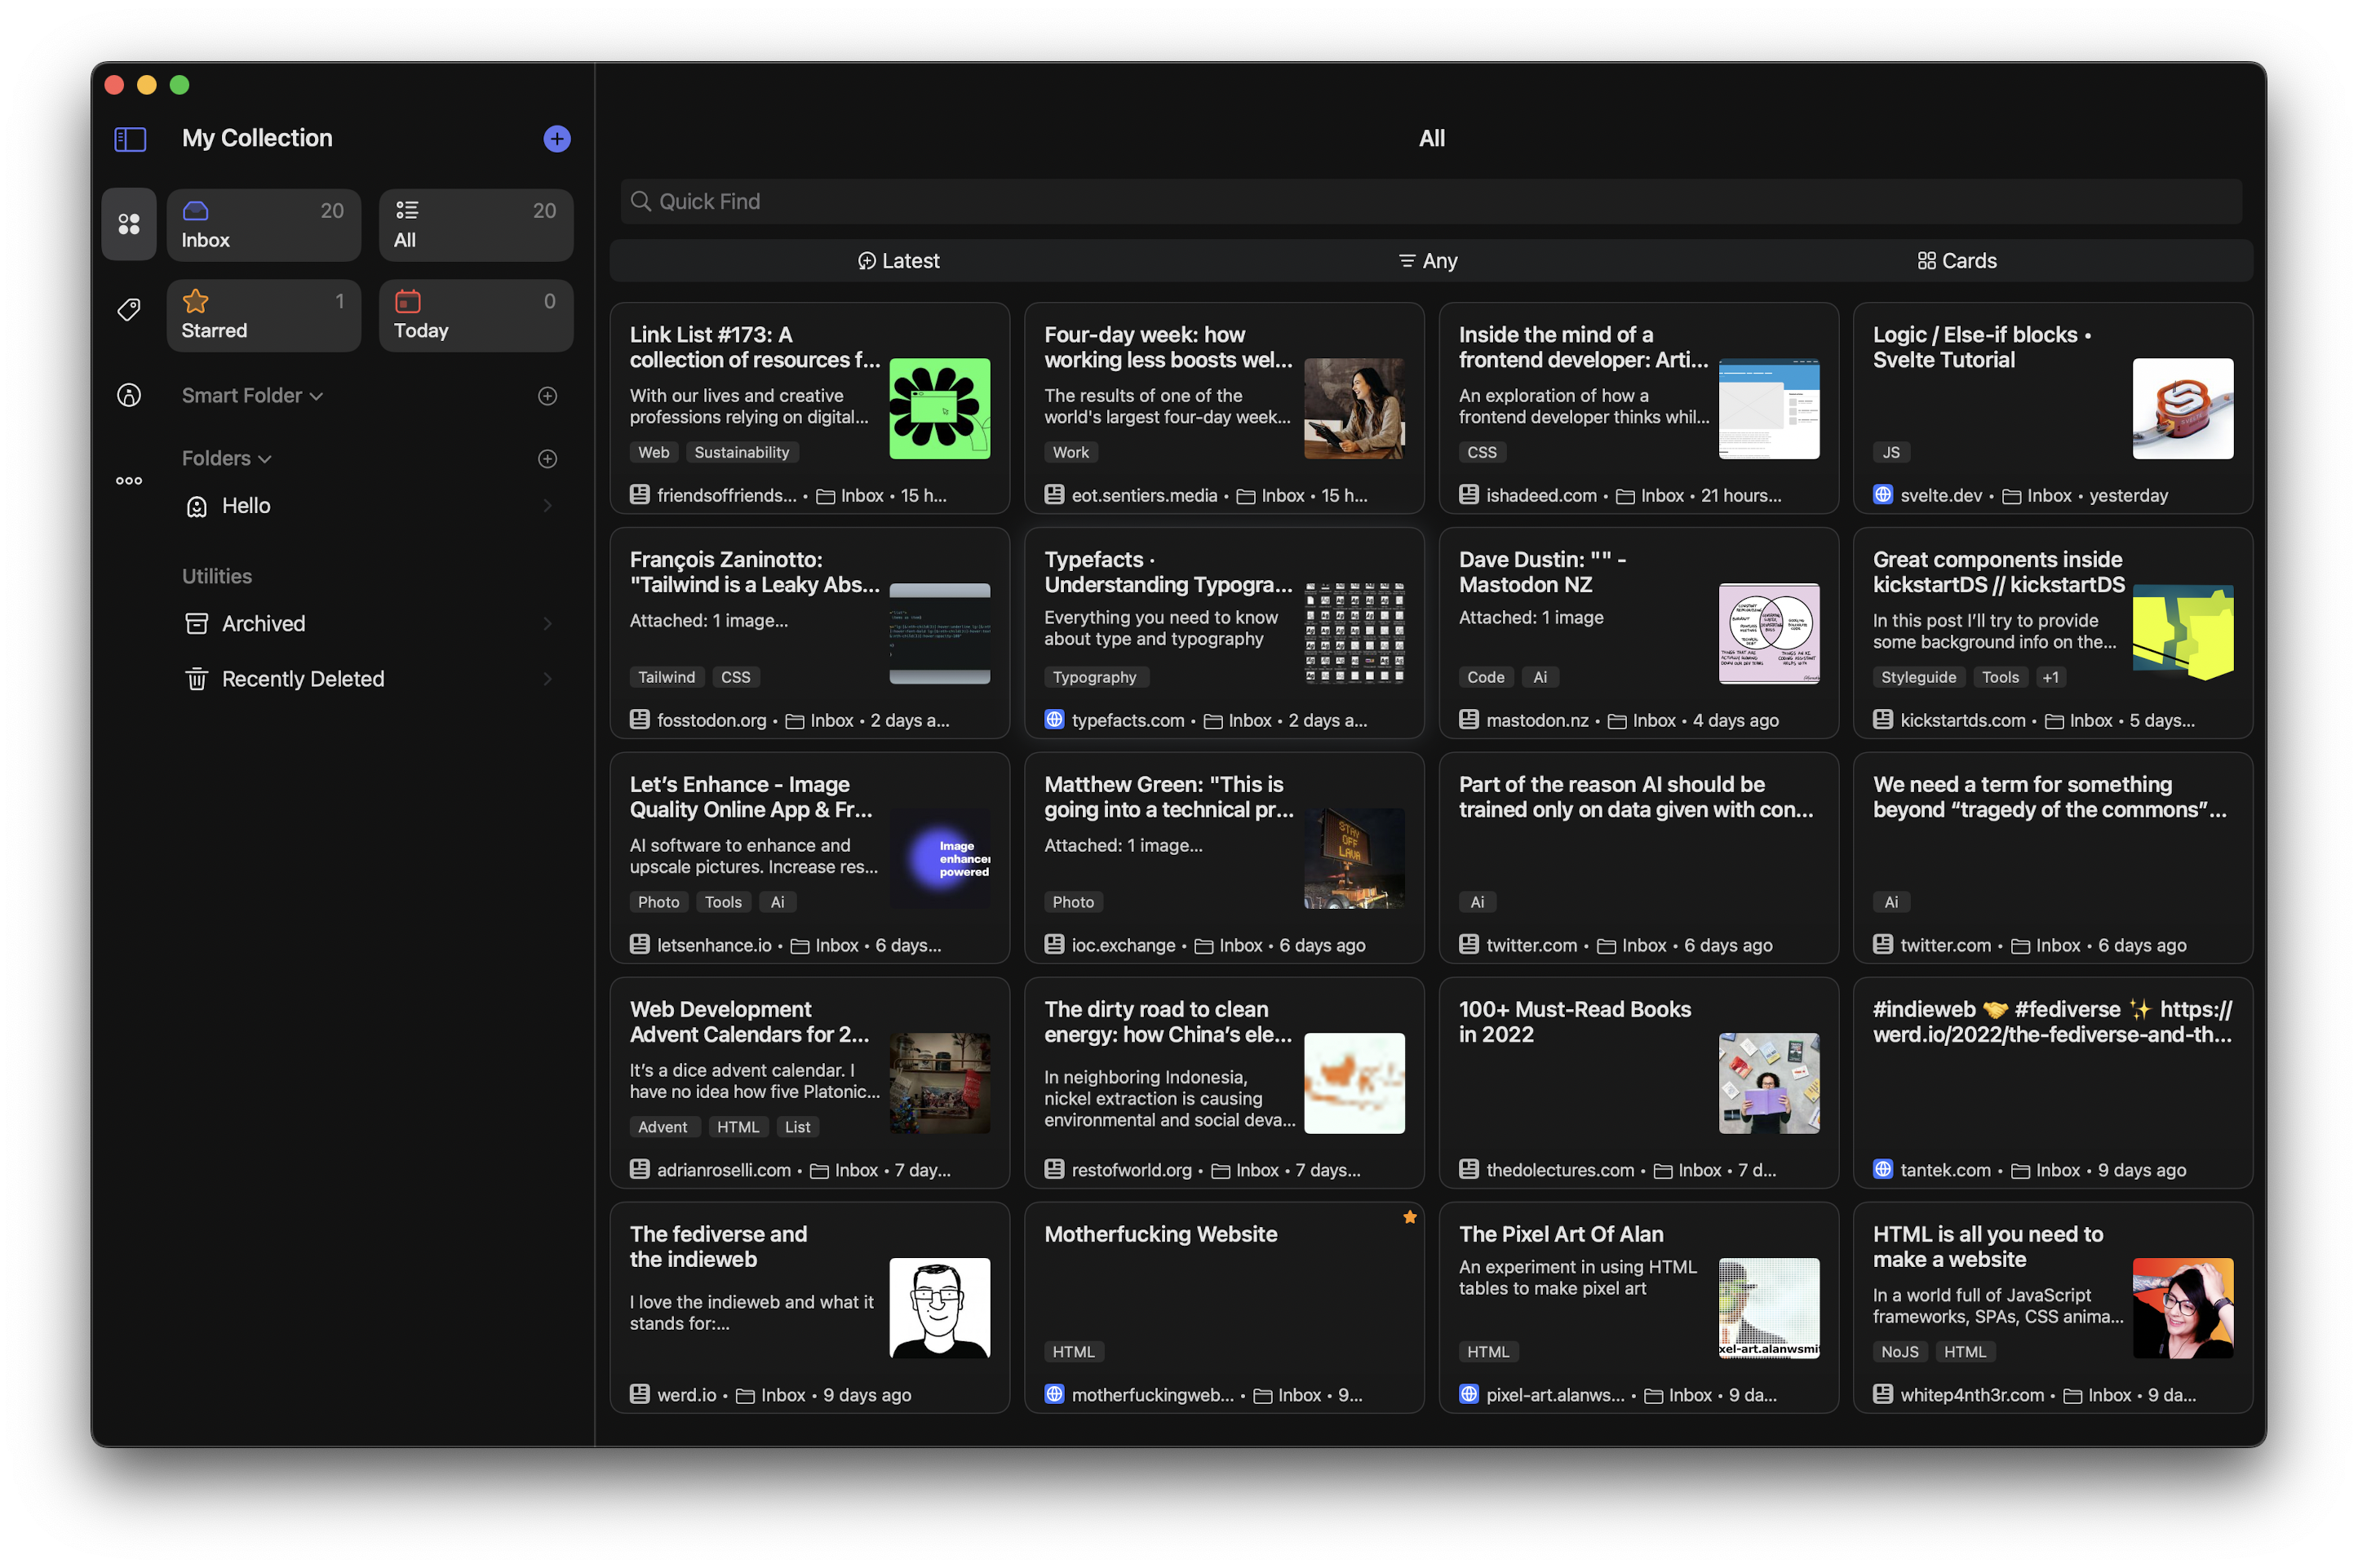 My Collection
Inbox 20
All 20
Starred 1
Today 0
Smart Folder
Folders
Hello
Utilities
Archived
Recently Deleted
All
Quick Find
Latest
Any
Cards
Link List #173: A
collection of resources f...
With our lives and creative
professions relying on digital...
Web Sustainability
friendsoffriends... • Inbox • 15 h...
Four-day week: how
working less boosts wel...
The results of one of the
world's largest four-day week...
Work
eot.sentiers.media • Inbox • 15 h...
Inside the mind of a
frontend developer: Arti...
An exploration of how a
frontend developer thinks whil...
CSS
ishadeed.com • Inbox • 21 hours...
Logic / Else-if blocks •
Svelte Tutorial
JS
svelte.dev • Inbox • yesterday
François Zaninotto:
"Tailwind is a Leaky Abs...
Attached: 1 image...
Tailwind CSS
fosstodon.org • Inbox • 2 days a...
Typefacts ·
Understanding Typogra...
Everything you need to know
about type and typography
Typography
typefacts.com • Inbox • 2 days a...
Dave Dustin: "" -
Mastodon NZ
Attached: 1 image
Code Ai
mastodon.nz • Inbox • 4 days ago
Great components inside
kickstartDS // kickstartDS
In this post I’ll try to provide
some background info on the...
Styleguide Tools +1
kickstartds.com • Inbox • 5 days...
Let’s Enhance - Image
Quality Online App & Fr...
AI software to enhance and
upscale pictures. Increase res...
Image
enhancer
powered
Photo Tools Ai
letsenhance.io • Inbox • 6 days...
Matthew Green: "This is
going into a technical pr...
Attached: 1 image...
STAY
OFF
LAVA
Photo
ioc.exchange • Inbox • 6 days ago
Part of the reason AI should be
trained only on data given with con...
Ai
twitter.com • Inbox • 6 days ago
We need a term for something
beyond “tragedy of the commons”...
Ai
twitter.com • Inbox • 6 days ago
Web Development
Advent Calendars for 2...
It’s a dice advent calendar. I
have no idea how five Platonic...
Advent HTML List
adrianroselli.com • Inbox • 7 day...
The dirty road to clean
energy: how China’s ele...
In neighboring Indonesia,
nickel extraction is causing
environmental and social deva...
restofworld.org • Inbox • 7 days...
100+ Must-Read Books
in 2022
thedolectures.com • Inbox • 7 d...
#indieweb 🤝 #fediverse ✨ https://
werd.io/2022/the-fediverse-and-th...
tantek.com • Inbox • 9 days ago
The fediverse and
the indieweb
I love the indieweb and what it
stands for:...
werd.io • Inbox • 9 days ago
Motherfucking Website
HTML
motherfuckingweb... • Inbox • 9...
The Pixel Art Of Alan
An experiment in using HTML
tables to make pixel art
HTML
xel-art.alanwsmi
pixel-art.alanws... • Inbox • 9 da...
HTML is all you need to
make a website
In a world full of JavaScript
frameworks, SPAs, CSS anima...
NoJS HTML
whitep4nth3r.com • Inbox • 9 da...